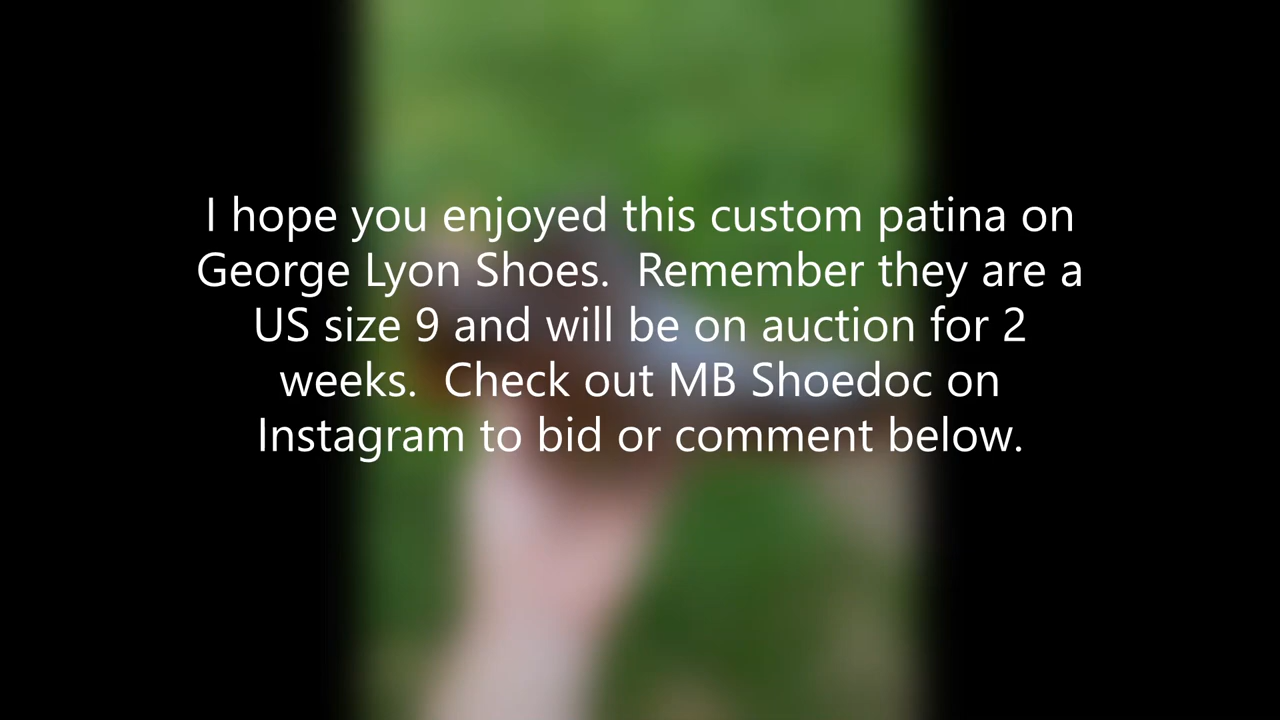 I hope you enjoyed this custom patina on
George Lyon Shoes.  Remember they are a
US size 9 and will be on auction for 2
weeks.  Check out MB Shoedoc on
Instagram to bid or comment below.